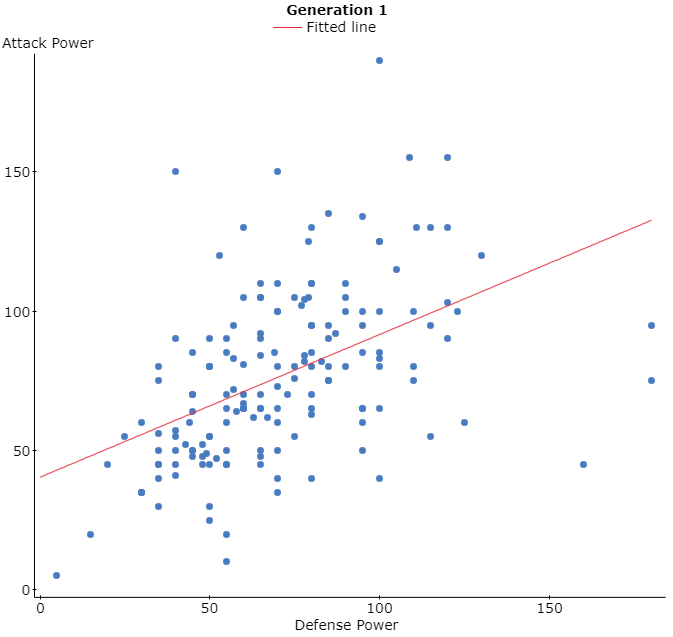 Generation 1
Fitted line
Attack Power
150
100
50
0
0 50 100 150
Defense Power